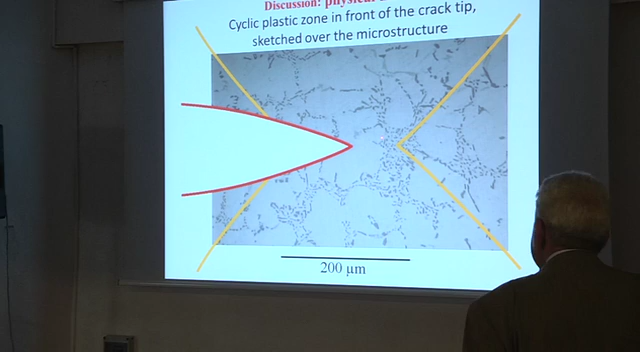 Discussion: physical
Cyclic plastic zone in front of the crack tip,
sketched over the microstructure
200 µm